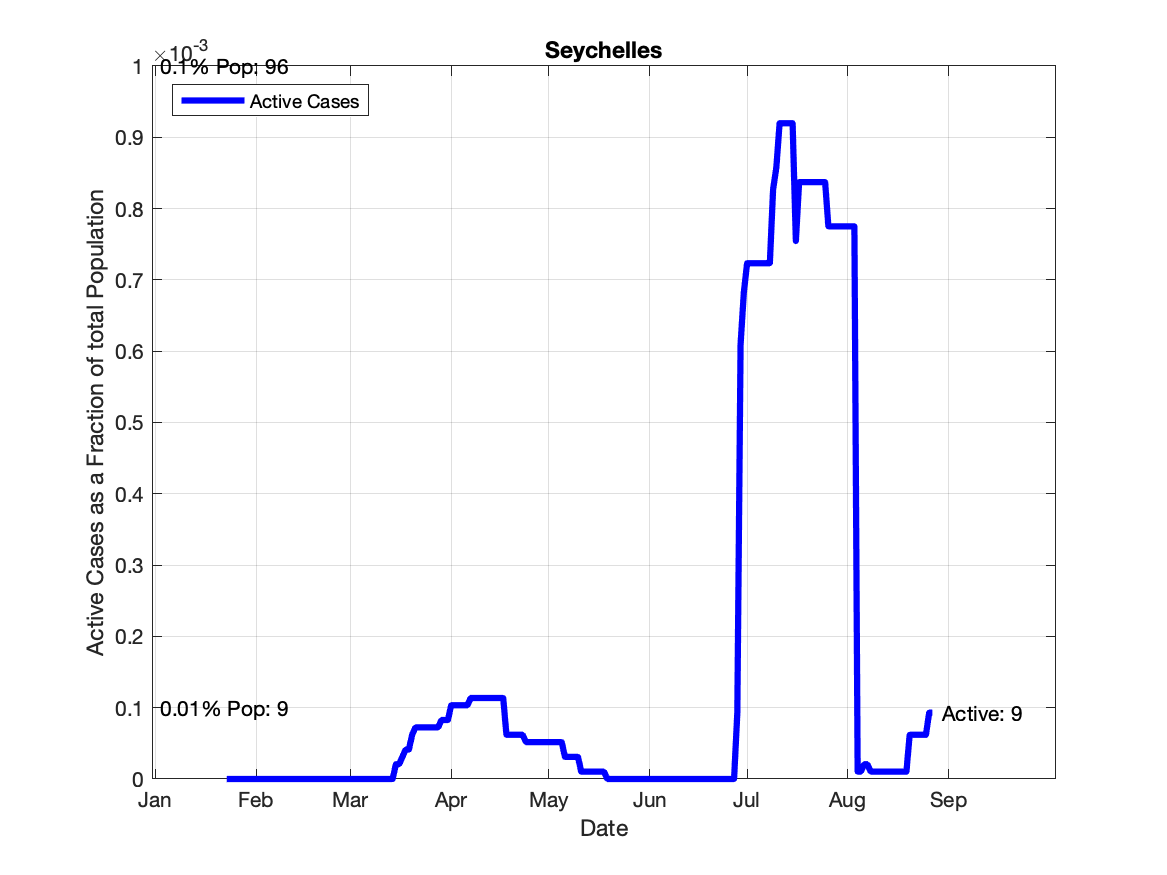 Seychelles
×10-3
1
0.1% Pop: 96
Active Cases
0.9
0.8
0.7
0.6
0.5
0.4
0.3
0.2
0.1
0.01% Pop: 9
Active: 9
0
Jan Feb Mar Apr May Jun Jul Aug Sep
Date
Active Cases as a Fraction of total Population